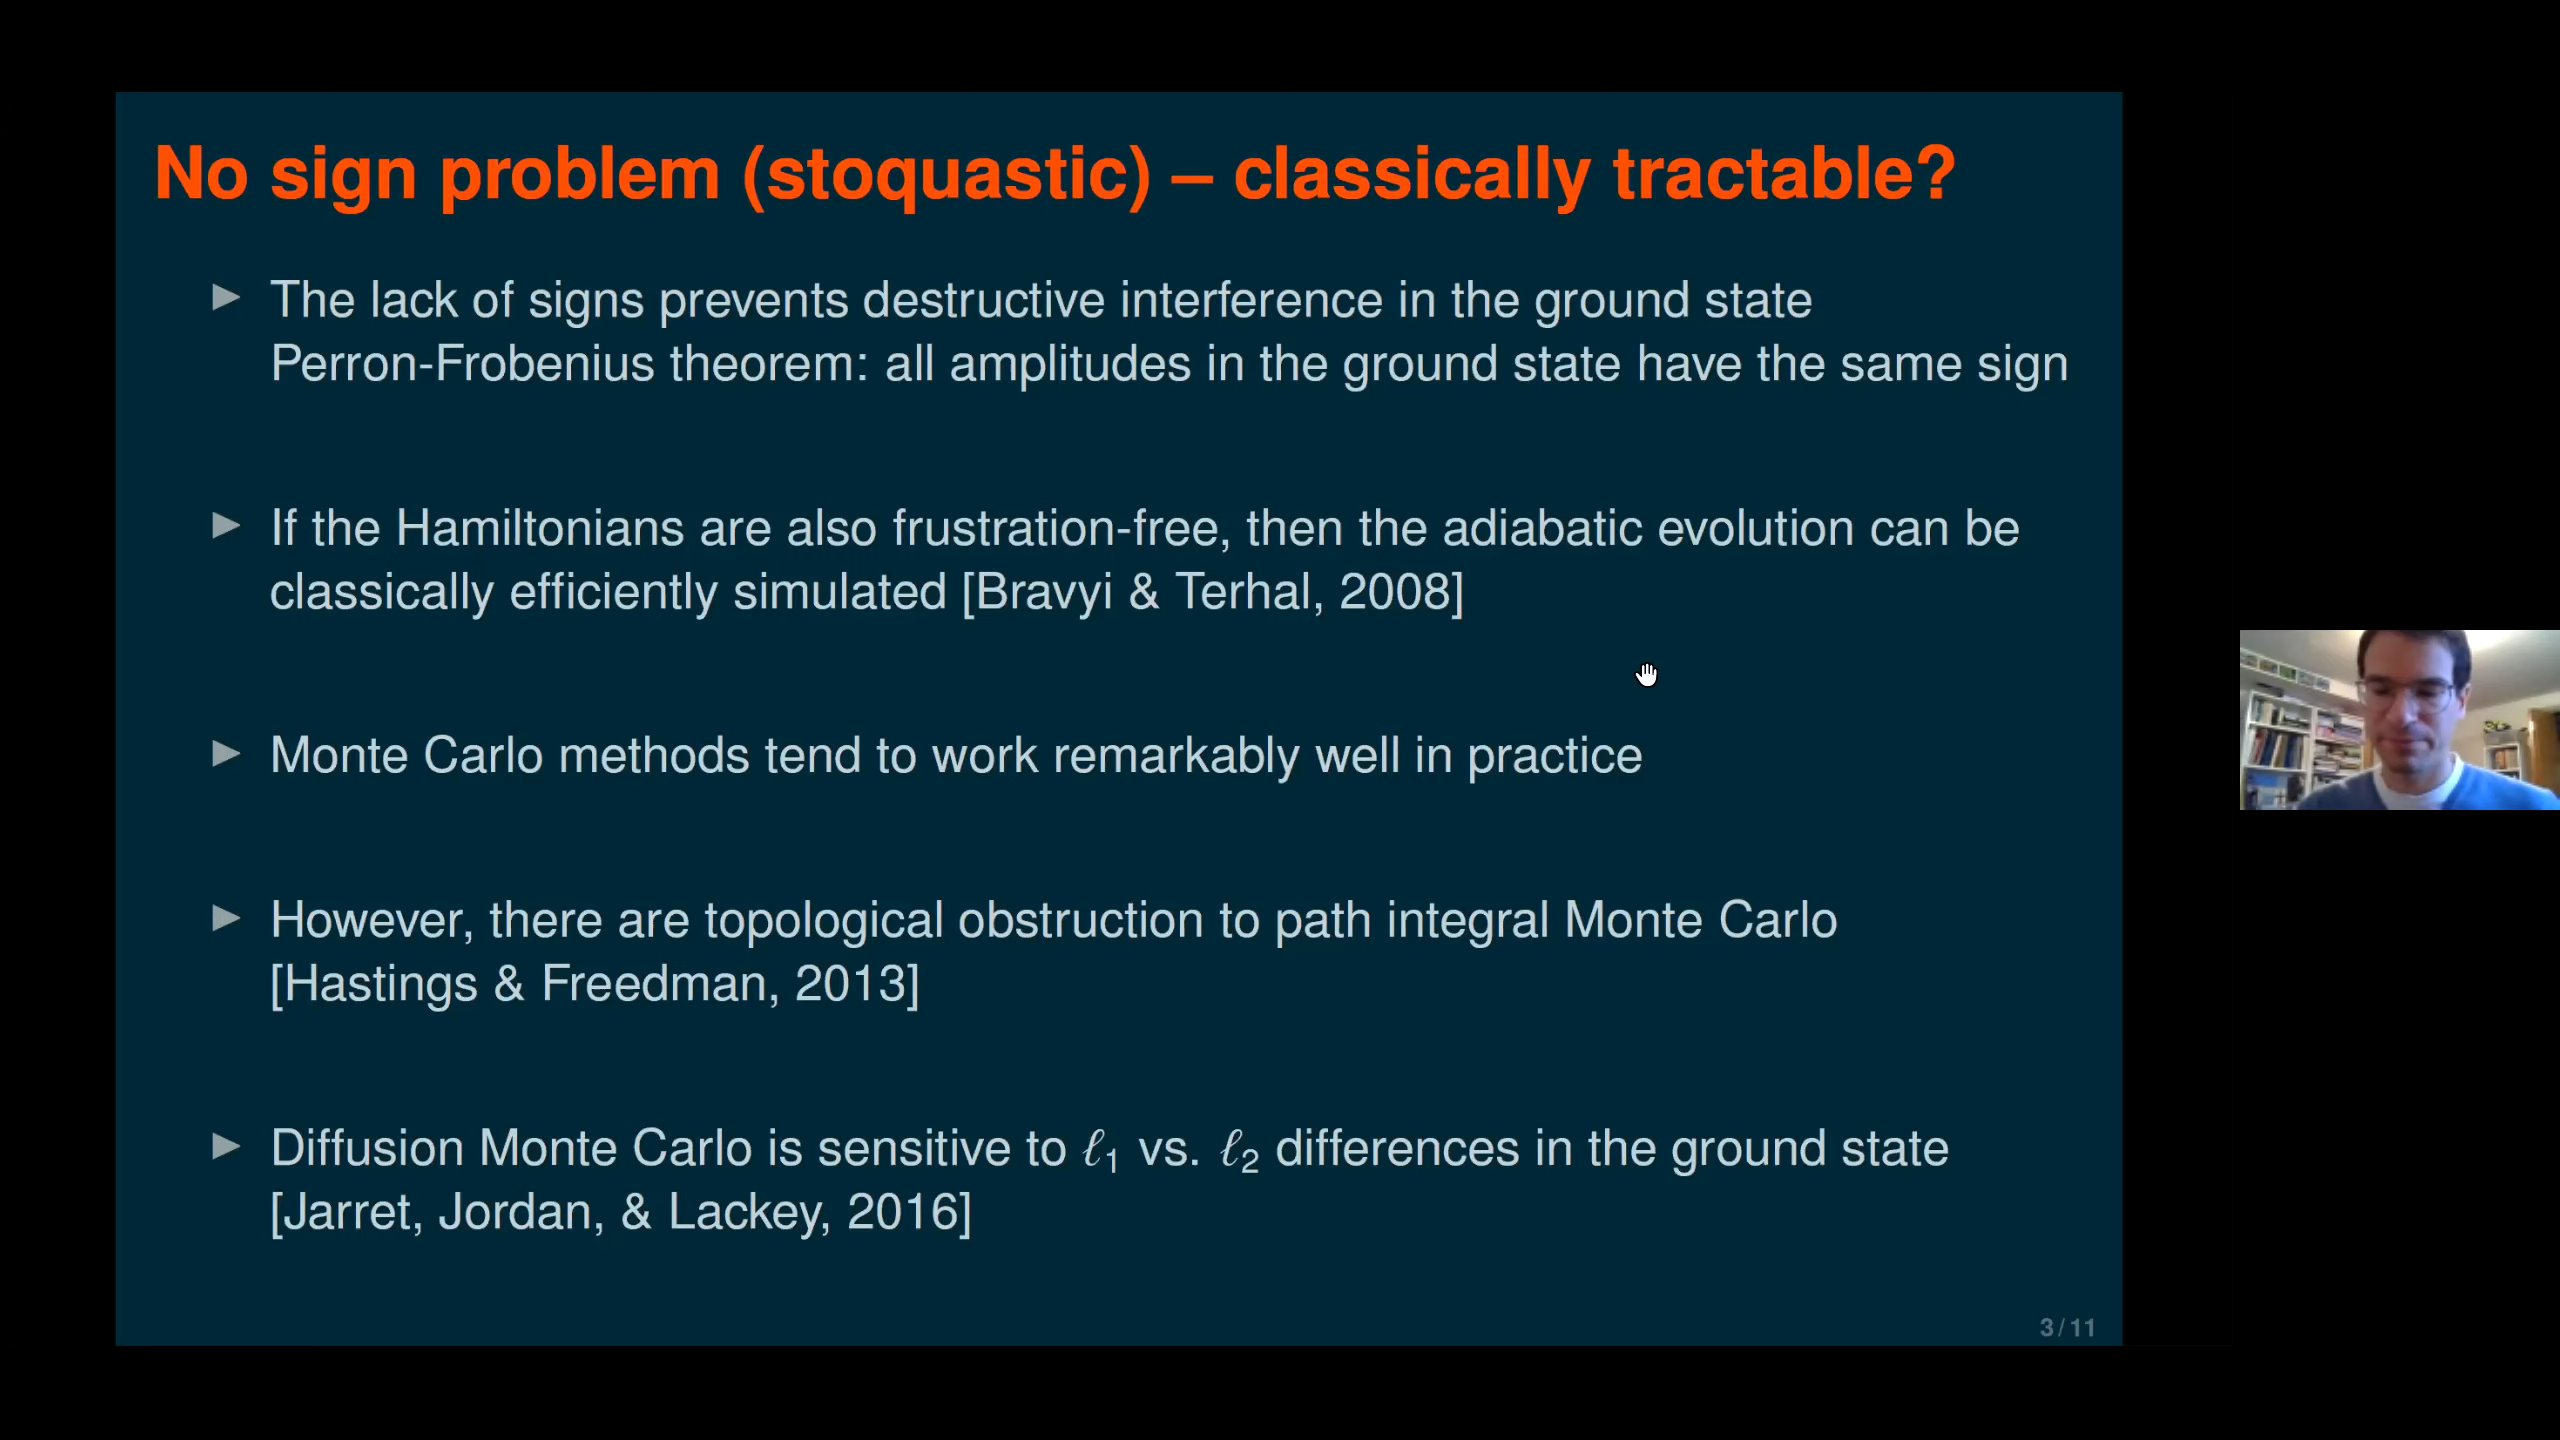 No sign problem (stoquastic) – classically tractable?
The lack of signs prevents destructive interference in the ground state
Perron-Frobenius theorem: all amplitudes in the ground state have the same sign
If the Hamiltonians are also frustration-free, then the adiabatic evolution can be
classically efficiently simulated [Bravyi & Terhal, 2008]
Monte Carlo methods tend to work remarkably well in practice
However, there are topological obstruction to path integral Monte Carlo
[Hastings & Freedman, 2013]
Diffusion Monte Carlo is sensitive to ℓ₁ vs. ℓ₂ differences in the ground state
[Jarret, Jordan, & Lackey, 2016]
3/11